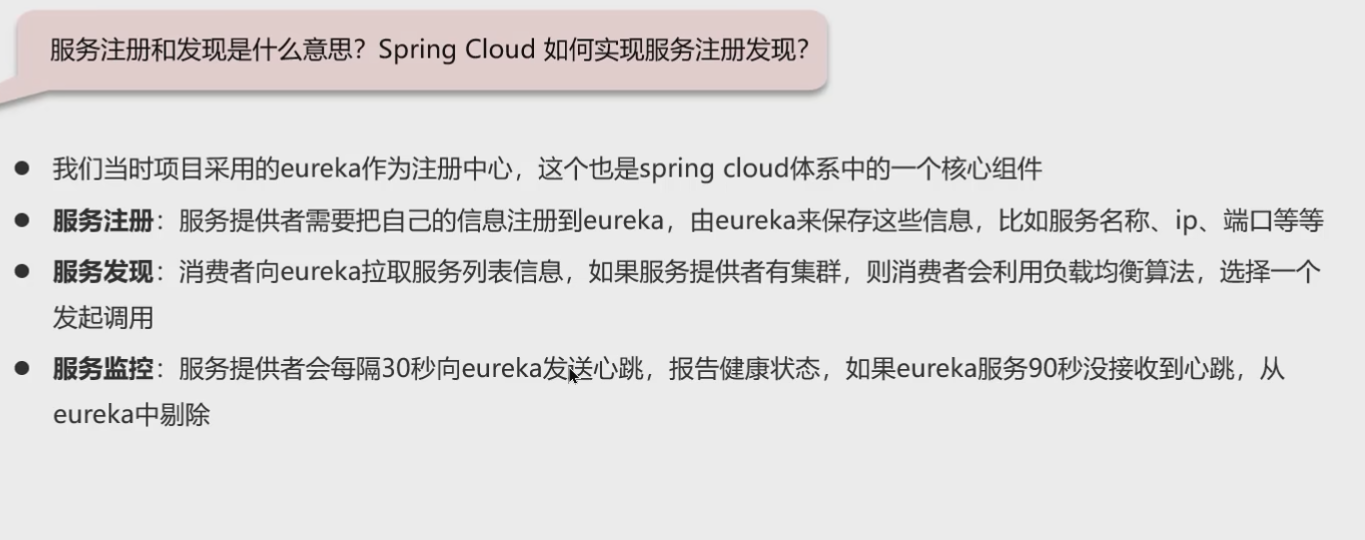 服务注册和发现是什么意思？Spring Cloud 如何实现服务注册发现？
● 我们当时项目采用的eureka作为注册中心，这个也是spring cloud体系中的一个核心组件
● 服务注册：服务提供者需要把自己的信息注册到eureka，由eureka来保存这些信息，比如服务名称、ip、端口等等
● 服务发现：消费者向eureka拉取服务列表信息，如果服务提供者有集群，则消费者会利用负载均衡算法，选择一个
发起调用
● 服务监控：服务提供者会每隔30秒向eureka发送心跳，报告健康状态，如果eureka服务90秒没接收到心跳，从
eureka中剔除